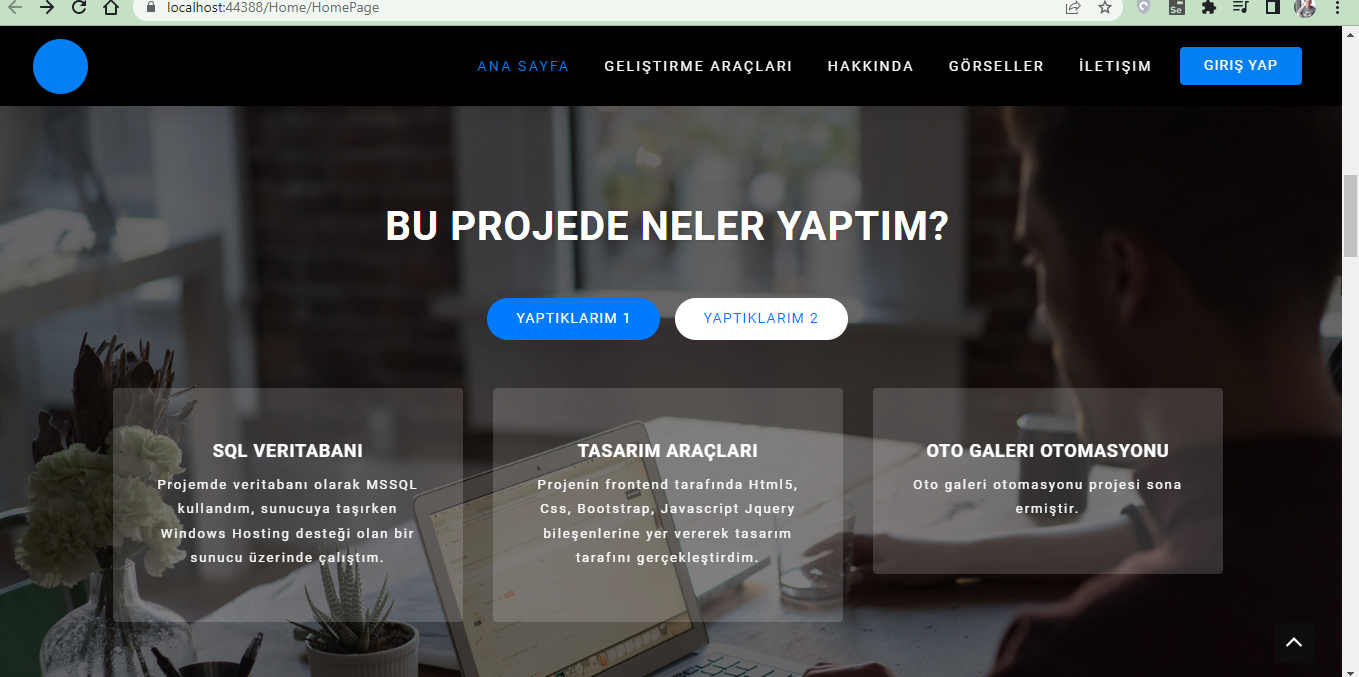 localhost:44388/Home/HomePage
Se
ANA SAYFA GELIŞTIRME ARAÇLARI HAKKINDA GÖRSELLER İLETIŞIM GIRIŞ YAP
BU PROJEDE NELER YAPTIM?
YAPTIKLARIM 1 YAPTIKLARIM 2
SQL VERITABANI
Projemde veritabanı olarak MSSQL
kullandım, sunucuya taşırken
Windows Hosting desteği olan bir
sunucu üzerinde çalıştım.
TASARIM ARAÇLARI
Projenin frontend tarafında Html5,
Css, Bootstrap, Javascript Jquery
bileşenlerine yer vererek tasarım
tarafını gerçekleştirdim.
OTO GALERI OTOMASYONU
Oto galeri otomasyonu projesi sona
ermiştir.